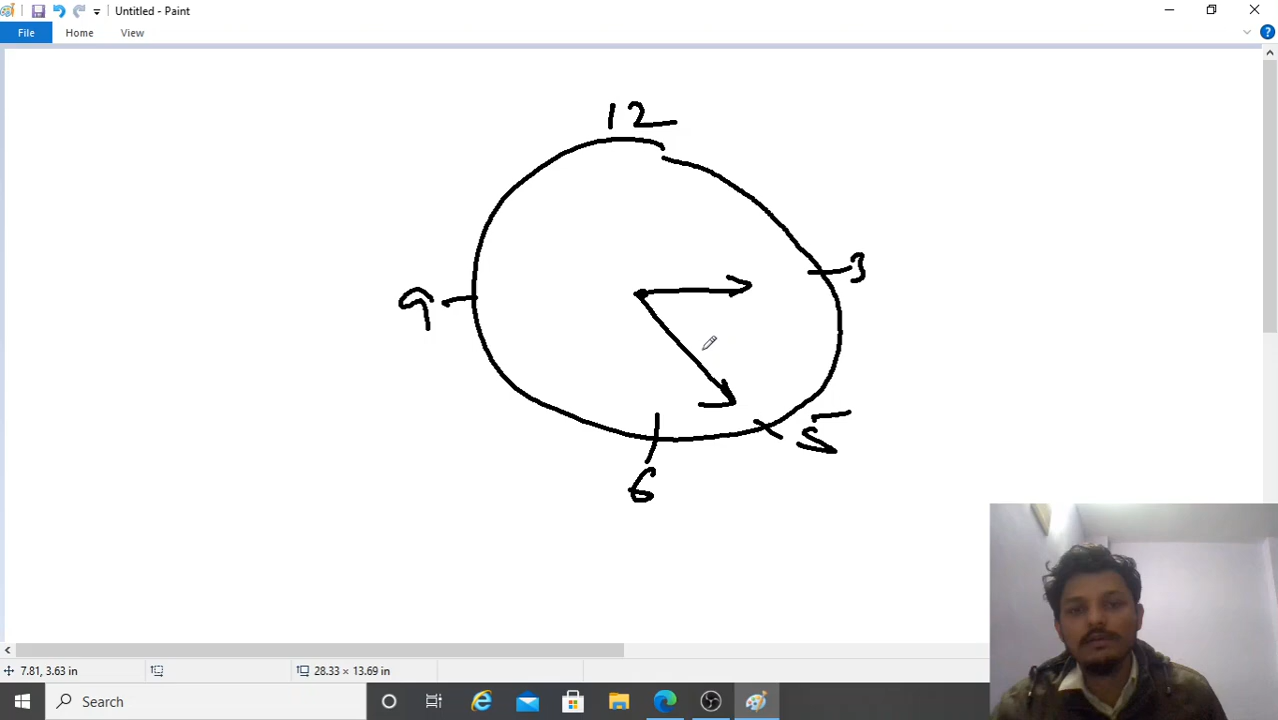 Untitled - Paint
File Home View
12
3
9
5
6
7.81, 3.63 in
28.33 × 13.69 in
Search